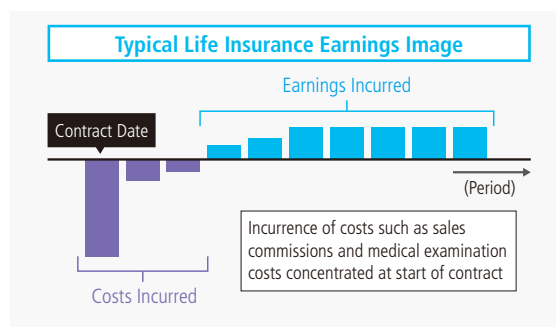 Typical Life Insurance Earnings Image
Earnings Incurred
Contract Date
(Period)
Incurrence of costs such as sales
commissions and medical examination
costs concentrated at start of contract
Costs Incurred